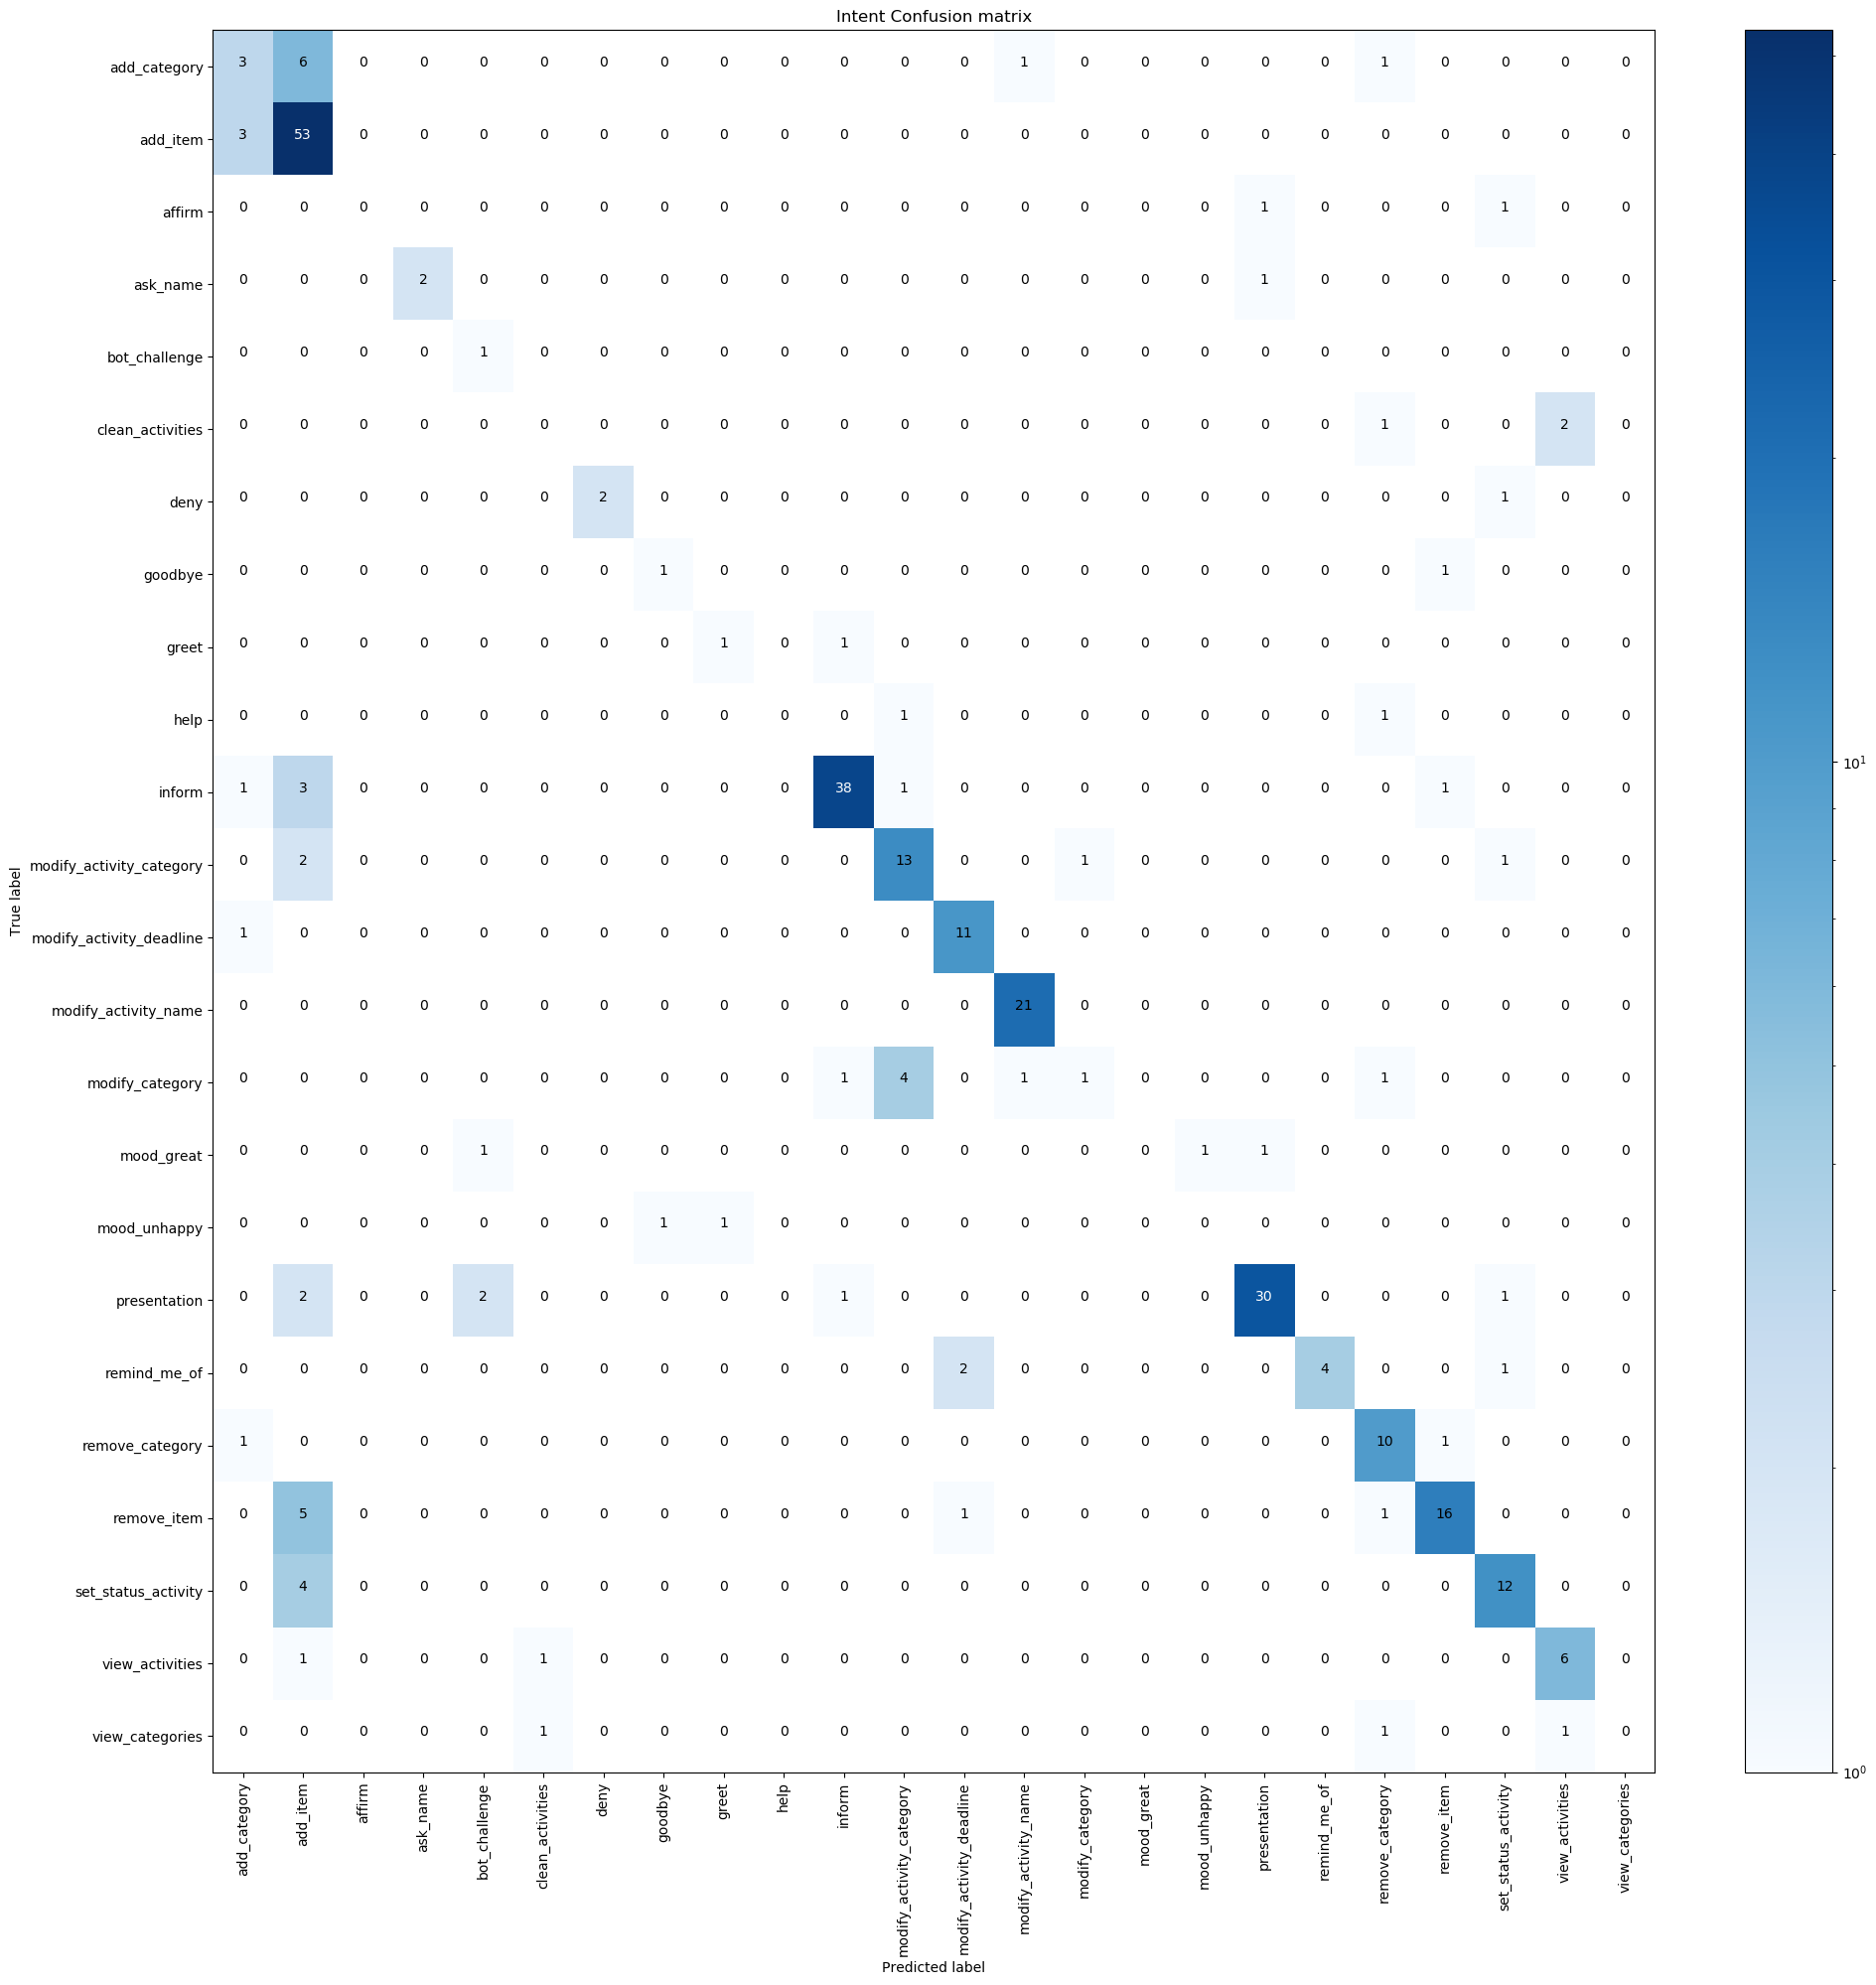 Intent Confusion matrix
add_category 3 6 0 0 0 0 0 0 0 0 0 0 0 1 0 0 0 0 0 1 0 0 0 0
add_item 3 53 0 0 0 0 0 0 0 0 0 0 0 0 0 0 0 0 0 0 0 0 0 0
affirm 0 0 0 0 0 0 0 0 0 0 0 0 0 0 0 0 0 1 0 0 0 1 0 0
ask_name 0 0 0 2 0 0 0 0 0 0 0 0 0 0 0 0 0 1 0 0 0 0 0 0
bot_challenge 0 0 0 0 1 0 0 0 0 0 0 0 0 0 0 0 0 0 0 0 0 0 0 0
clean_activities 0 0 0 0 0 0 0 0 0 0 0 0 0 0 0 0 0 0 0 1 0 0 2 0
deny 0 0 0 0 0 0 2 0 0 0 0 0 0 0 0 0 0 0 0 0 0 1 0 0
goodbye 0 0 0 0 0 0 0 1 0 0 0 0 0 0 0 0 0 0 0 0 1 0 0 0
greet 0 0 0 0 0 0 0 0 1 0 1 0 0 0 0 0 0 0 0 0 0 0 0 0
help 0 0 0 0 0 0 0 0 0 0 0 1 0 0 0 0 0 0 0 1 0 0 0 0
inform 1 3 0 0 0 0 0 0 0 0 38 1 0 0 0 0 0 0 0 0 1 0 0 0
modify_activity_category 0 2 0 0 0 0 0 0 0 0 0 13 0 0 1 0 0 0 0 0 0 1 0 0
modify_activity_deadline 1 0 0 0 0 0 0 0 0 0 0 0 11 0 0 0 0 0 0 0 0 0 0 0
modify_activity_name 0 0 0 0 0 0 0 0 0 0 0 0 0 21 0 0 0 0 0 0 0 0 0 0
modify_category 0 0 0 0 0 0 0 0 0 0 1 4 0 1 1 0 0 0 0 1 0 0 0 0
mood_great 0 0 0 0 1 0 0 0 0 0 0 0 0 0 0 0 1 1 0 0 0 0 0 0
mood_unhappy 0 0 0 0 0 0 0 1 1 0 0 0 0 0 0 0 0 0 0 0 0 0 0 0
presentation 0 2 0 0 2 0 0 0 0 0 1 0 0 0 0 0 0 30 0 0 0 1 0 0
remind_me_of 0 0 0 0 0 0 0 0 0 0 0 0 2 0 0 0 0 0 4 0 0 1 0 0
remove_category 1 0 0 0 0 0 0 0 0 0 0 0 0 0 0 0 0 0 0 10 1 0 0 0
remove_item 0 5 0 0 0 0 0 0 0 0 0 0 1 0 0 0 0 0 0 1 16 0 0 0
set_status_activity 0 4 0 0 0 0 0 0 0 0 0 0 0 0 0 0 0 0 0 0 0 12 0 0
view_activities 0 1 0 0 0 1 0 0 0 0 0 0 0 0 0 0 0 0 0 0 0 0 6 0
view_categories 0 0 0 0 0 1 0 0 0 0 0 0 0 0 0 0 0 0 0 1 0 0 1 0
True label
add_category
add_item
affirm
ask_name
bot_challenge
clean_activities
deny
goodbye
greet
help
inform
modify_activity_category
modify_activity_deadline
modify_activity_name
modify_category
mood_great
mood_unhappy
presentation
remind_me_of
remove_category
remove_item
set_status_activity
view_activities
view_categories
Predicted label
10¹
10⁰